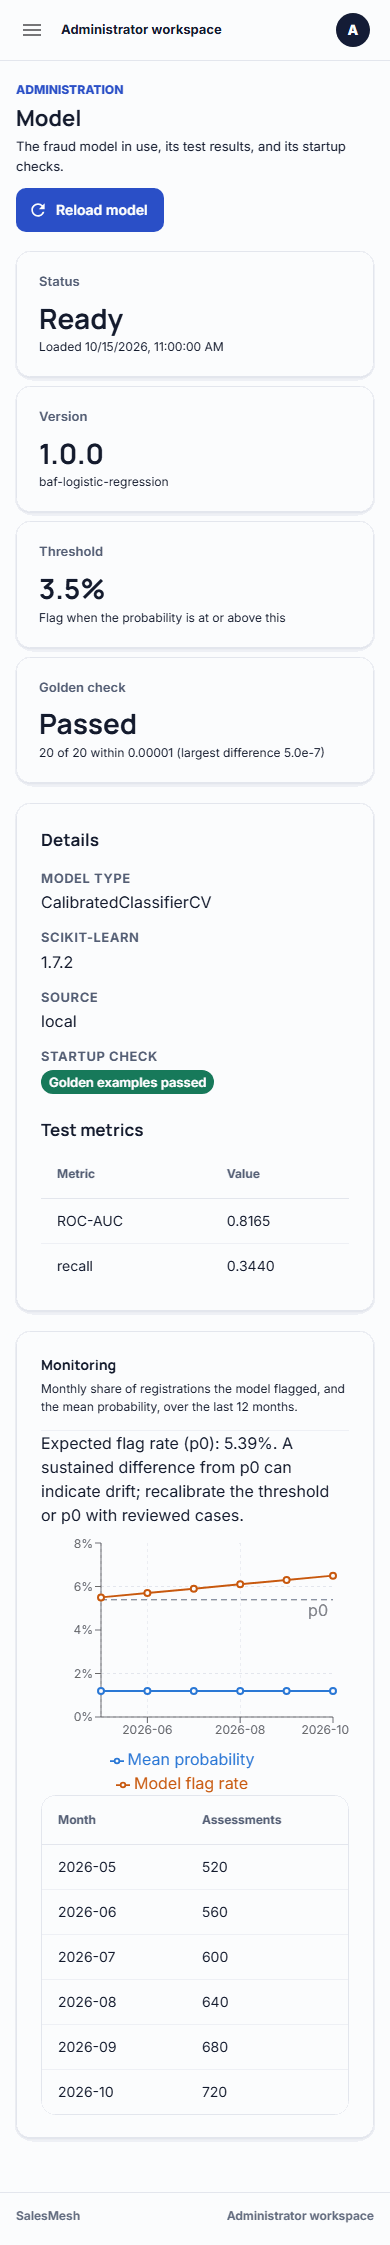 Administrator workspace
A
ADMINISTRATION
Model
The fraud model in use, its test results, and its startup
checks.
Reload model
Status
Ready
Loaded 10/15/2026, 11:00:00 AM
Version
1.0.0
baf-logistic-regression
Threshold
3.5%
Flag when the probability is at or above this
Golden check
Passed
20 of 20 within 0.00001 (largest difference 5.0e-7)
Details
MODEL TYPE
CalibratedClassifierCV
SCIKIT-LEARN
1.7.2
SOURCE
local
STARTUP CHECK
Golden examples passed
Test metrics
Metric Value
ROC-AUC 0.8165
recall 0.3440
Monitoring
Monthly share of registrations the model flagged, and
the mean probability, over the last 12 months.
Expected flag rate (p0): 5.39%. A
sustained difference from p0 can
indicate drift; recalibrate the threshold
or p0 with reviewed cases.
8%
6%
p0
4%
2%
0%
2026-06 2026-08 2026-10
Mean probability
Model flag rate
Month Assessments
2026-05 520
2026-06 560
2026-07 600
2026-08 640
2026-09 680
2026-10 720
SalesMesh Administrator workspace